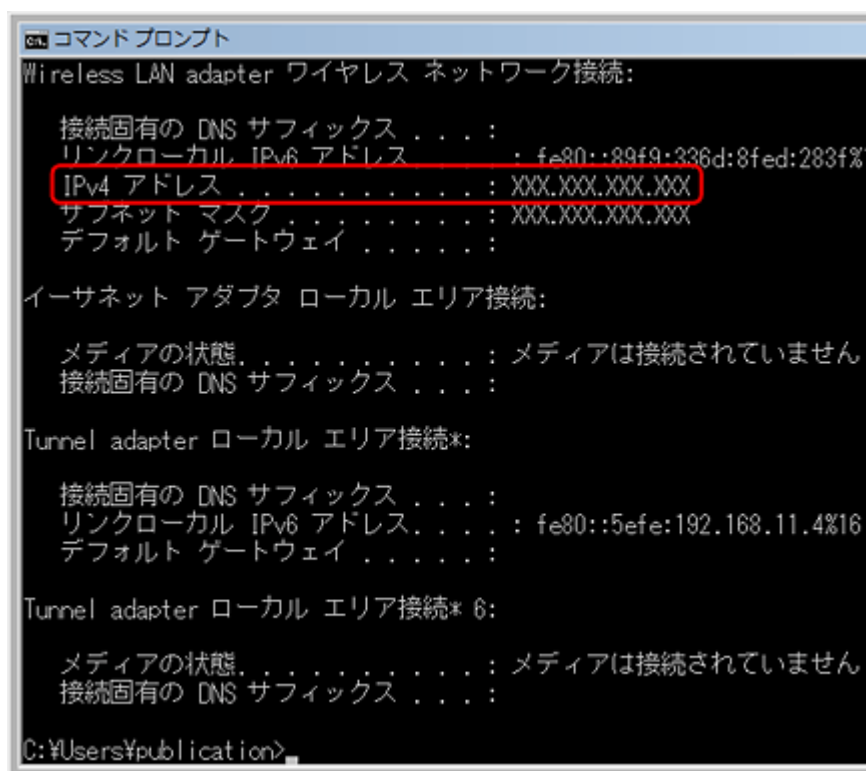 コマンド プロンプト
Wireless LAN adapter ワイヤレス ネットワーク接続:
接続固有の DNS サフィックス . . . :
リンクローカル IPv6 アドレス. . . . : fe80::89f9:336d:8fed:283f%
IPv4 アドレス . . . . . . . . . . : XXX.XXX.XXX.XXX
サブネット マスク . . . . . . . . : XXX.XXX.XXX.XXX
デフォルト ゲートウェイ . . . . . :
イーサネット アダプタ ローカル エリア接続:
メディアの状態. . . . . . . . . . : メディアは接続されていません
接続固有の DNS サフィックス . . . :
Tunnel adapter ローカル エリア接続*:
接続固有の DNS サフィックス . . . :
リンクローカル IPv6 アドレス. . . . : fe80::5efe:192.168.11.4%16
デフォルト ゲートウェイ . . . . . :
Tunnel adapter ローカル エリア接続* 6:
メディアの状態. . . . . . . . . . : メディアは接続されていません
接続固有の DNS サフィックス . . . :
C:¥Users¥publication>_